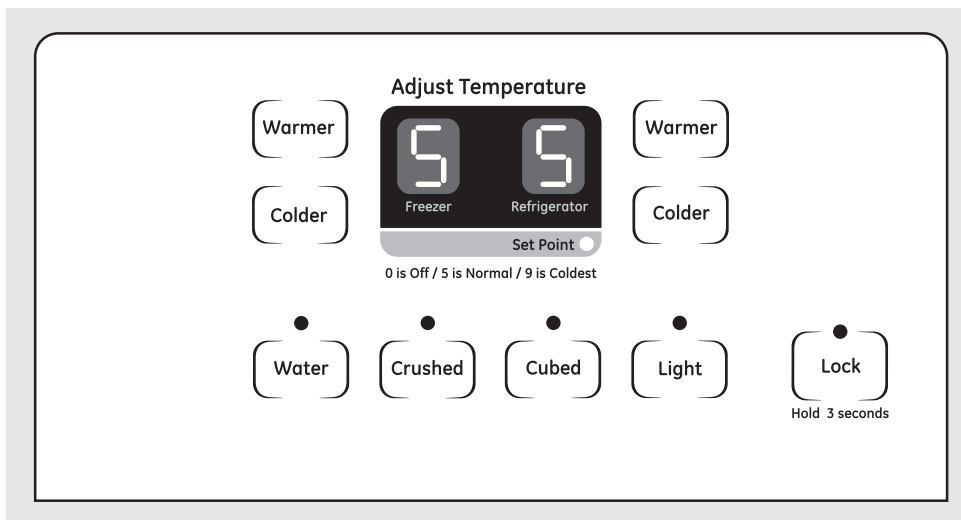 Adjust Temperature
Warmer
5 5
Warmer
Freezer Refrigerator
Colder
Colder
Set Point
0 is Off / 5 is Normal / 9 is Coldest
Water
Crushed
Cubed
Light
Lock
Hold 3 seconds